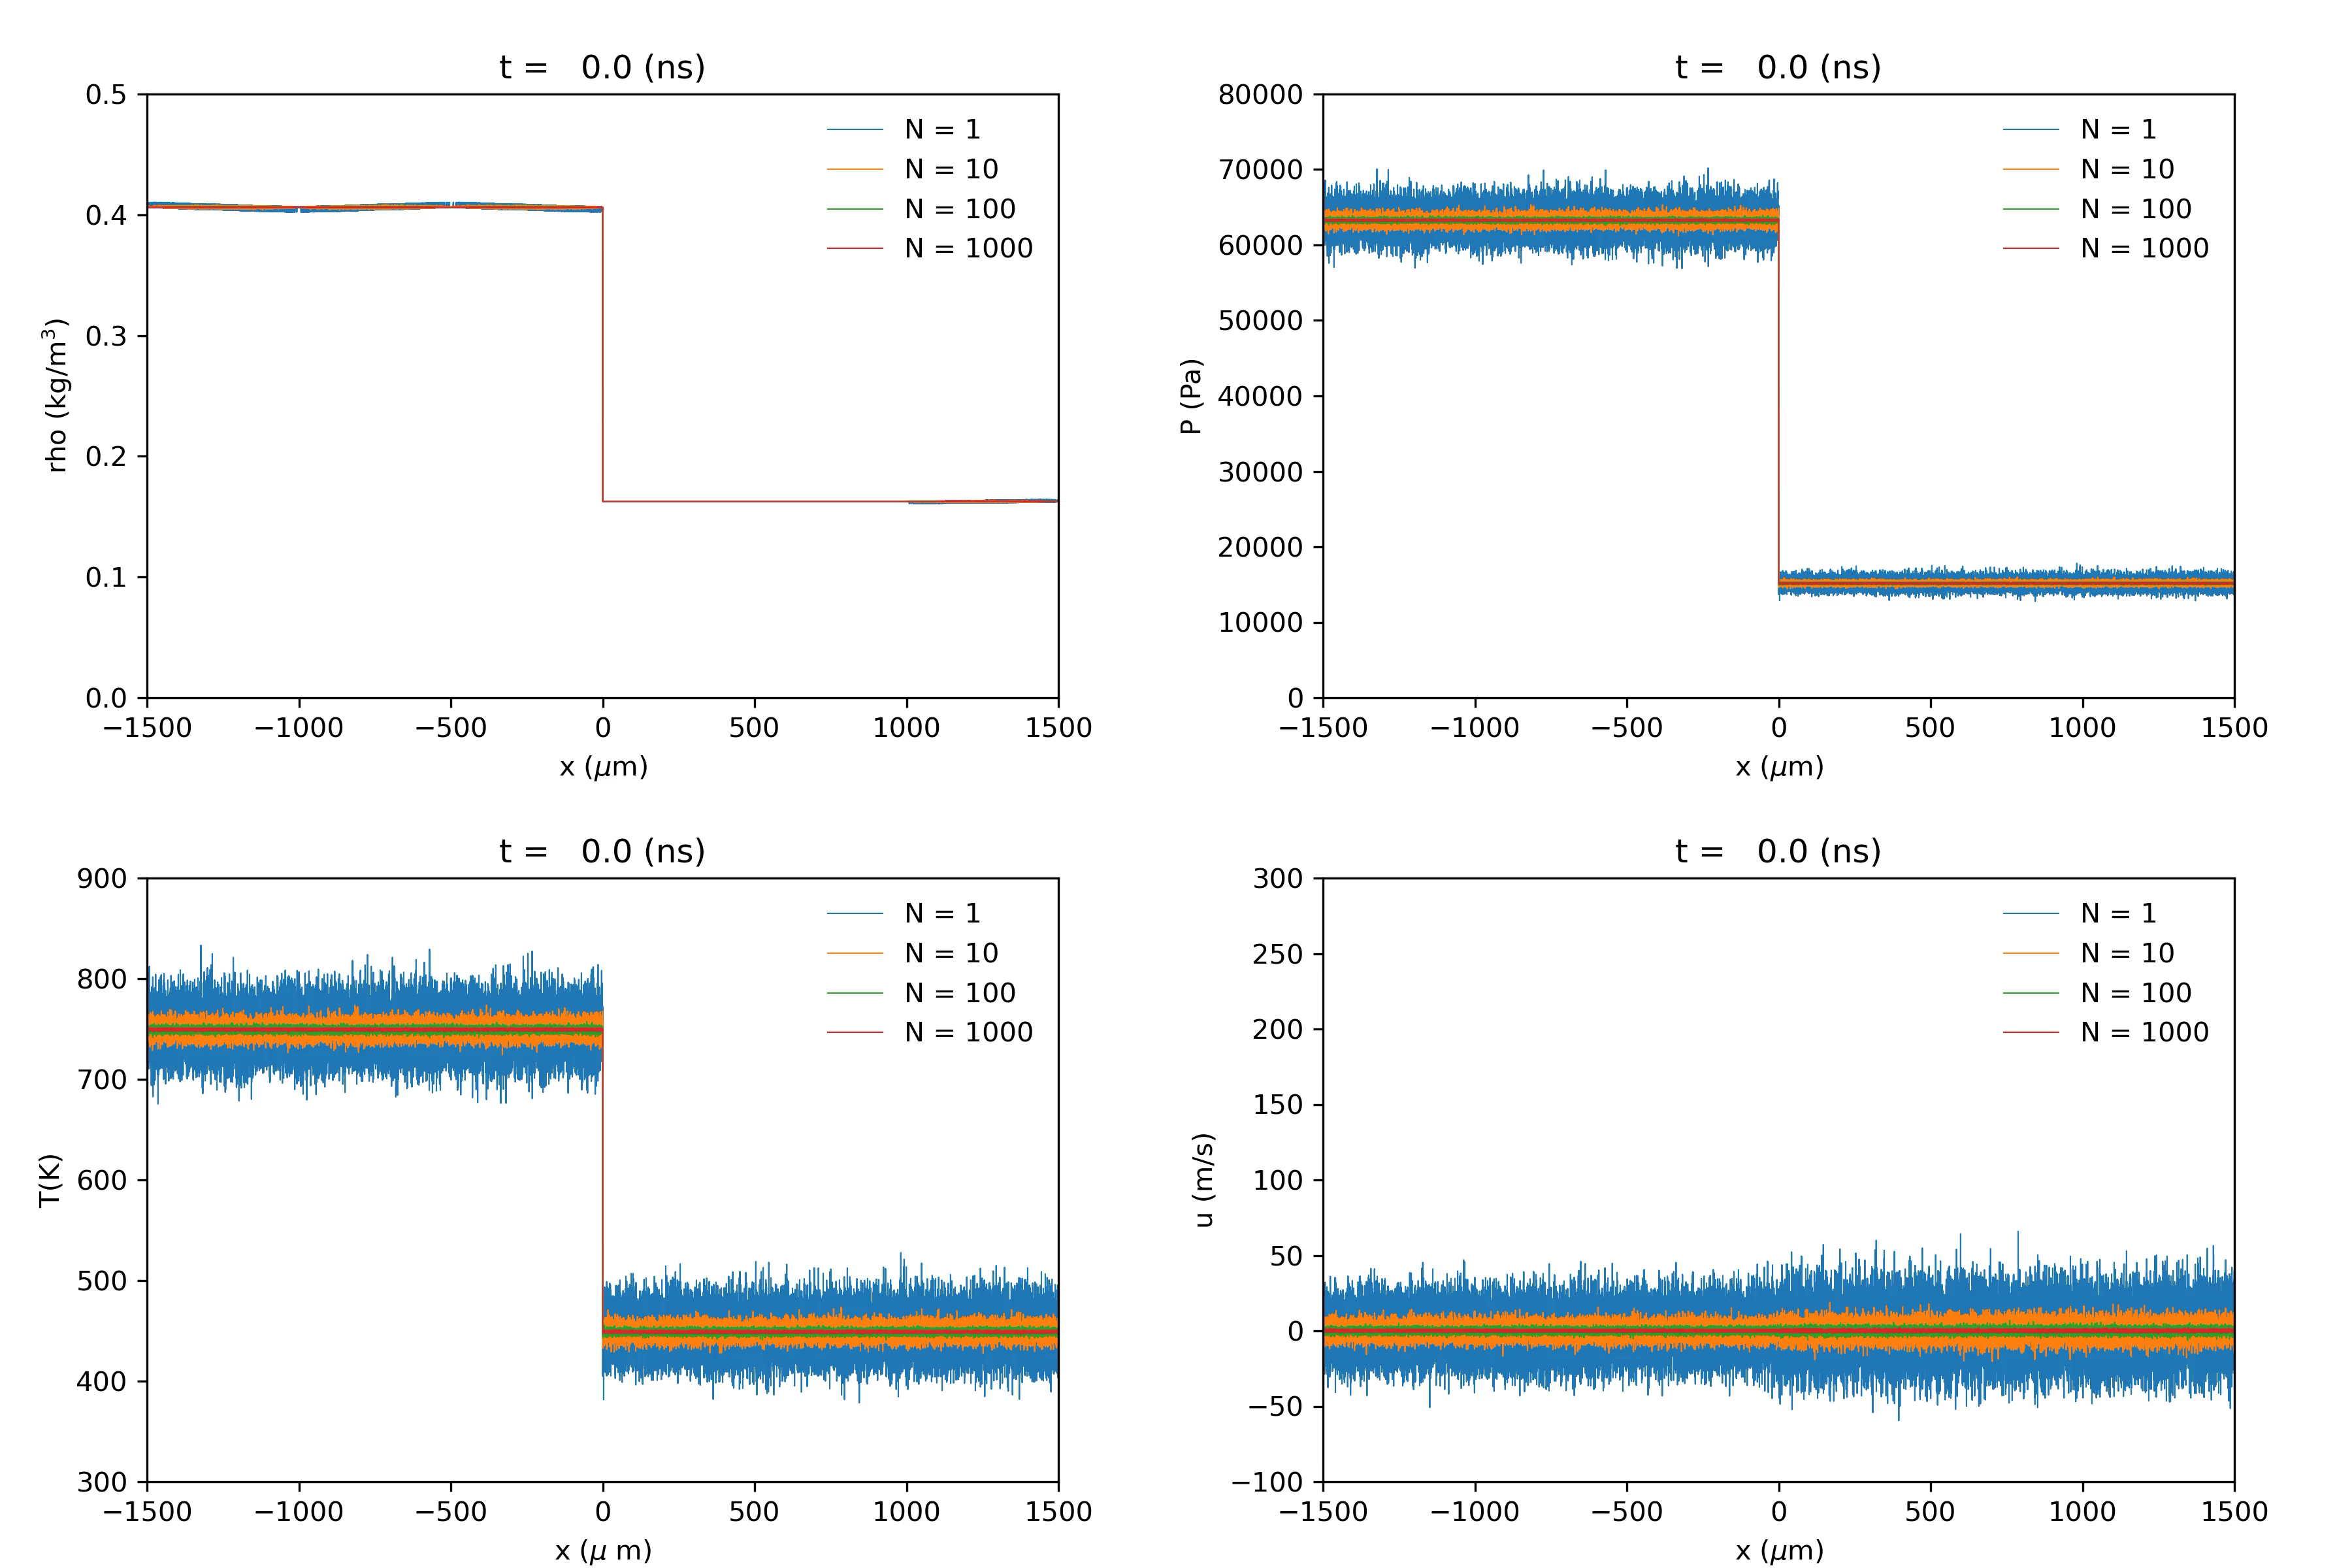 t =   0.0 (ns)
0.5
0.4
0.3
0.2
0.1
0.0
rho (kg/m³)
N = 1
N = 10
N = 100
N = 1000
−1500 −1000 −500 0 500 1000 1500
x (μm)
t =   0.0 (ns)
80000
70000
60000
50000
40000
30000
20000
10000
0
P (Pa)
N = 1
N = 10
N = 100
N = 1000
−1500 −1000 −500 0 500 1000 1500
x (μm)
t =   0.0 (ns)
900
800
700
600
500
400
300
T(K)
N = 1
N = 10
N = 100
N = 1000
−1500 −1000 −500 0 500 1000 1500
x (μ m)
t =   0.0 (ns)
300
250
200
150
100
50
0
−50
−100
u (m/s)
N = 1
N = 10
N = 100
N = 1000
−1500 −1000 −500 0 500 1000 1500
x (μm)